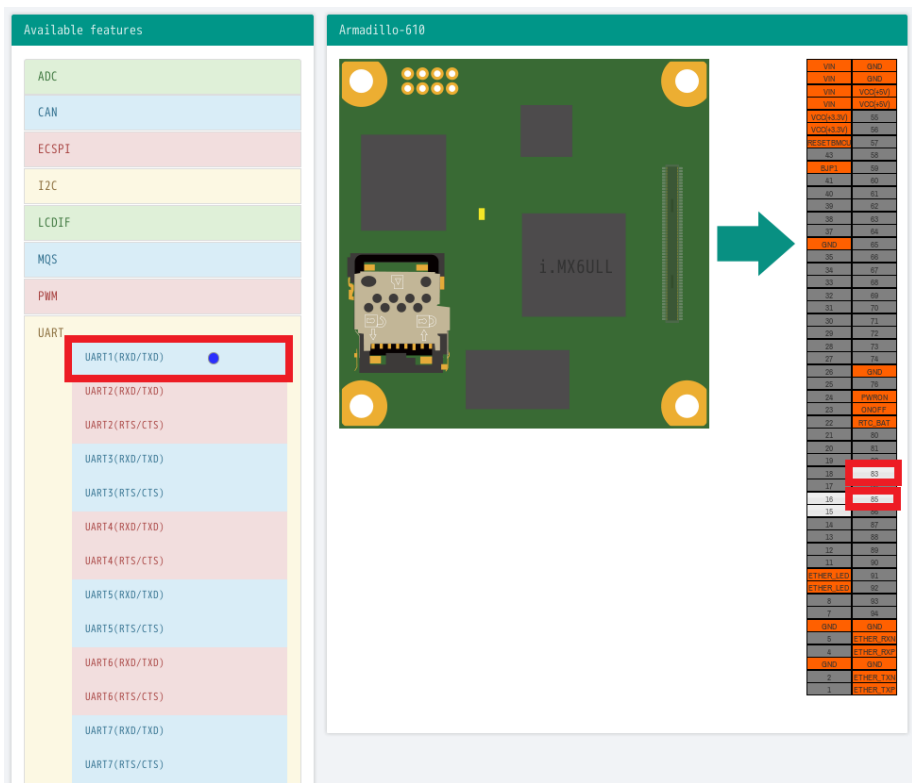 Available features
ADC
CAN
ECSPI
I2C
LCDIF
MQS
PWM
UART
UART1(RXD/TXD)
UART2(RXD/TXD)
UART2(RTS/CTS)
UART3(RXD/TXD)
UART3(RTS/CTS)
UART4(RXD/TXD)
UART4(RTS/CTS)
UART5(RXD/TXD)
UART5(RTS/CTS)
UART6(RXD/TXD)
UART6(RTS/CTS)
UART7(RXD/TXD)
UART7(RTS/CTS)
Armadillo-610
i.MX6ULL
VIN GND
VIN GND
VIN VCC(+5V)
VIN VCC(+5V)
VCC(+3.3V) 55
VCC(+3.3V) 56
RESETBMCU 57
43 58
BJP1 59
41 60
40 61
39 62
38 63
37 64
GND 65
35 66
34 67
33 68
32 69
31 70
30 71
29 72
28 73
27 74
26 GND
25 76
24 PWRON
23 ONOFF
22 RTC_BAT
21 80
20 81
19
18 83
17
16 85
15
14 87
13 88
12 89
11 90
ETHER_LED 91
ETHER_LED 92
8 93
7 94
GND GND
5 ETHER_RXN
4 ETHER_RXP
GND GND
2 ETHER_TXN
1 ETHER_TXP